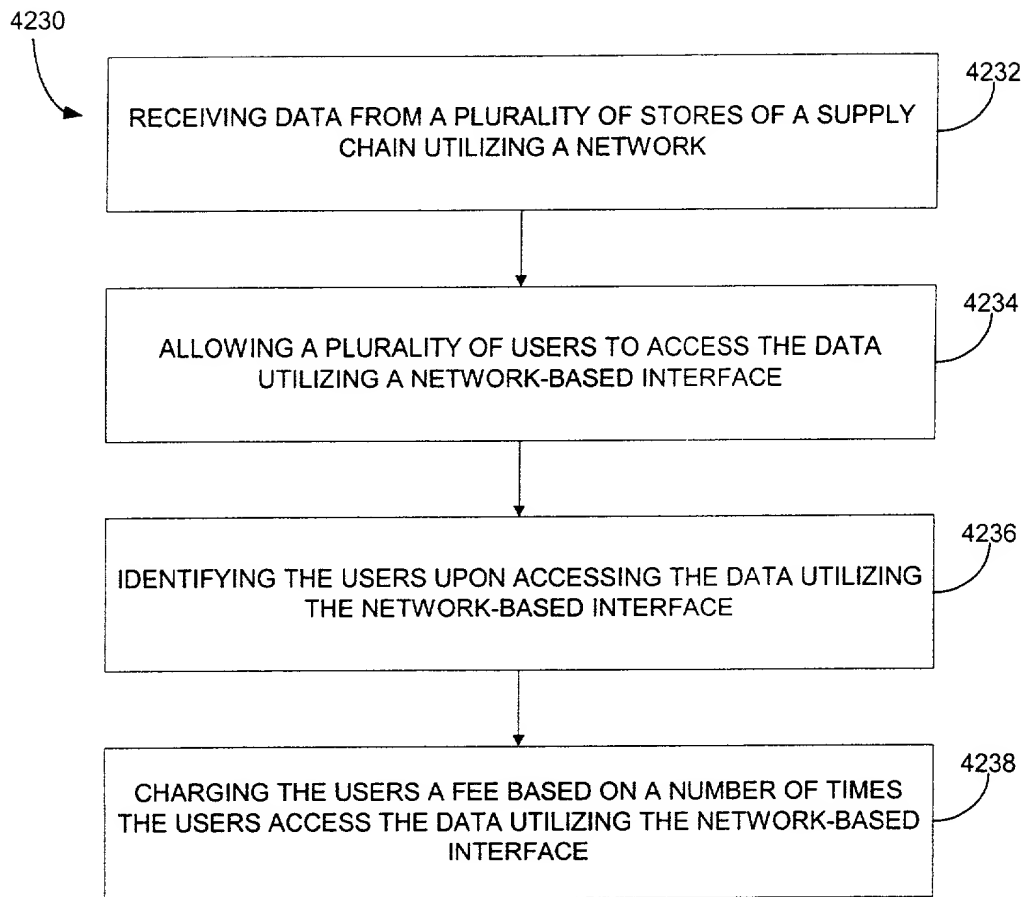 4230
4232
RECEIVING DATA FROM A PLURALITY OF STORES OF A SUPPLY
CHAIN UTILIZING A NETWORK
4234
ALLOWING A PLURALITY OF USERS TO ACCESS THE DATA
UTILIZING A NETWORK-BASED INTERFACE
4236
IDENTIFYING THE USERS UPON ACCESSING THE DATA UTILIZING
THE NETWORK-BASED INTERFACE
4238
CHARGING THE USERS A FEE BASED ON A NUMBER OF TIMES
THE USERS ACCESS THE DATA UTILIZING THE NETWORK-BASED
INTERFACE